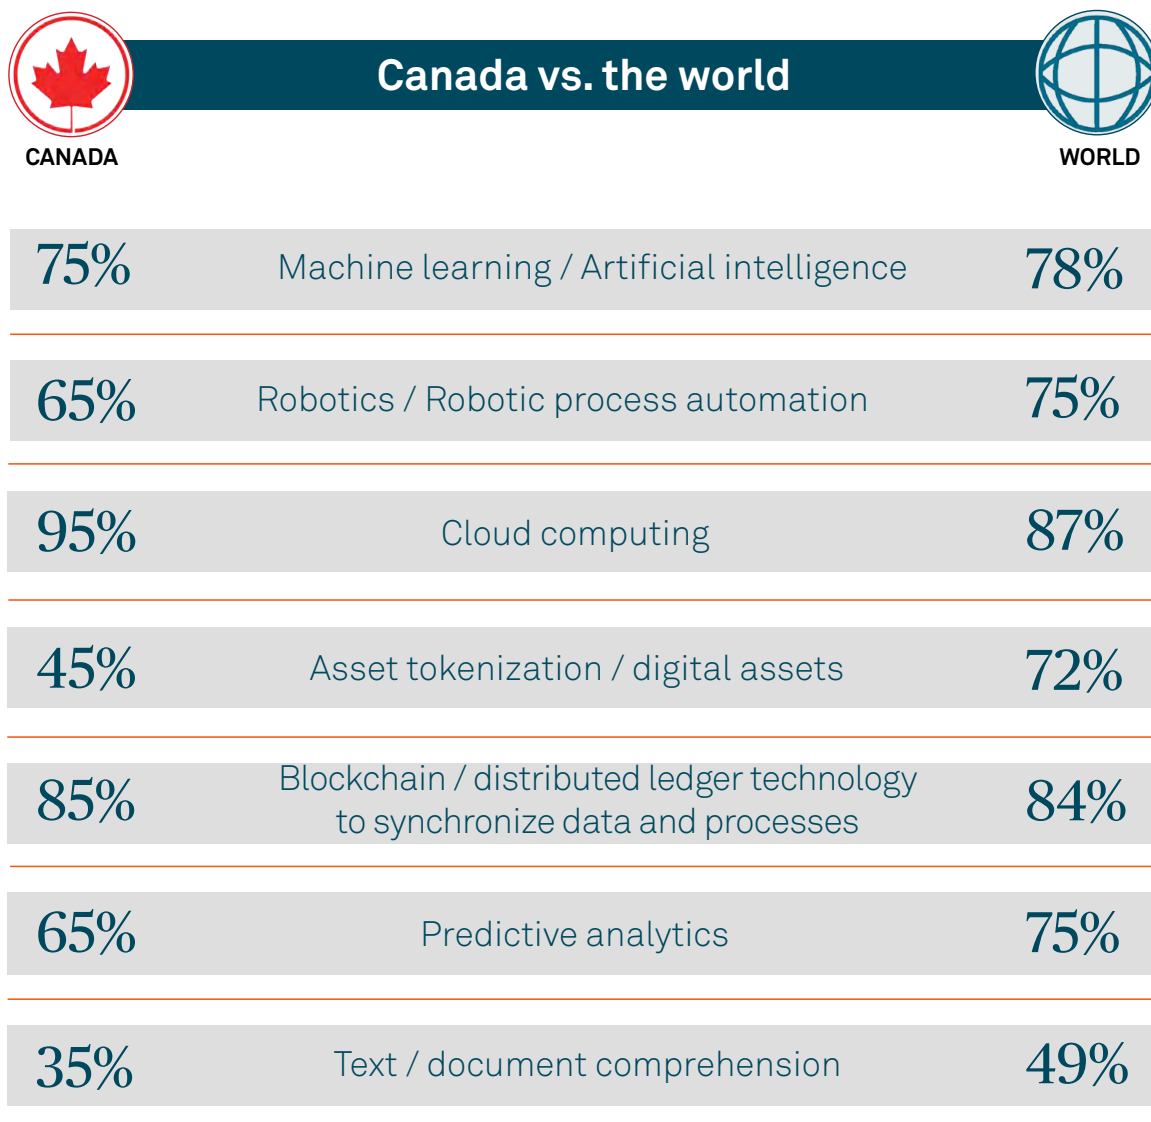 Canada vs. the world
CANADA
WORLD
75%
Machine learning / Artificial intelligence
78%
65%
Robotics / Robotic process automation
75%
95%
Cloud computing
87%
45%
Asset tokenization / digital assets
72%
85%
Blockchain / distributed ledger technology
to synchronize data and processes
84%
65%
Predictive analytics
75%
35%
Text / document comprehension
49%